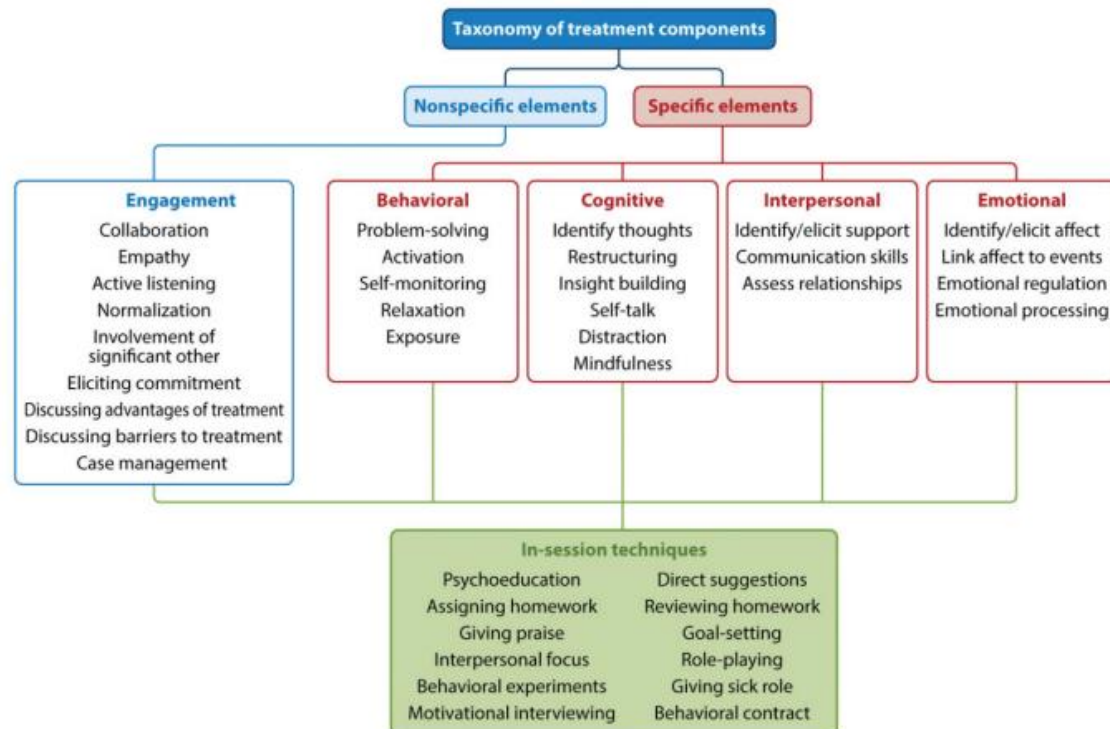 Taxonomy of treatment components
Nonspecific elements
Specific elements
Engagement
Collaboration
Empathy
Active listening
Normalization
Involvement of
significant other
Eliciting commitment
Discussing advantages of treatment
Discussing barriers to treatment
Case management
Behavioral
Problem-solving
Activation
Self-monitoring
Relaxation
Exposure
Cognitive
Identify thoughts
Restructuring
Insight building
Self-talk
Distraction
Mindfulness
Interpersonal
Identify/elicit support
Communication skills
Assess relationships
Emotional
Identify/elicit affect
Link affect to events
Emotional regulation
Emotional processing
In-session techniques
Psychoeducation
Assigning homework
Giving praise
Interpersonal focus
Behavioral experiments
Motivational interviewing
Direct suggestions
Reviewing homework
Goal-setting
Role-playing
Giving sick role
Behavioral contract